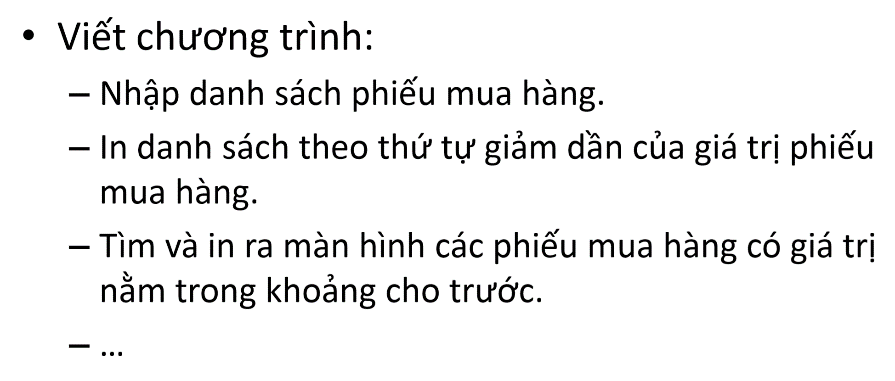 • Viết chương trình:
– Nhập danh sách phiếu mua hàng.
– In danh sách theo thứ tự giảm dần của giá trị phiếu
mua hàng.
– Tìm và in ra màn hình các phiếu mua hàng có giá trị
nằm trong khoảng cho trước.
– …